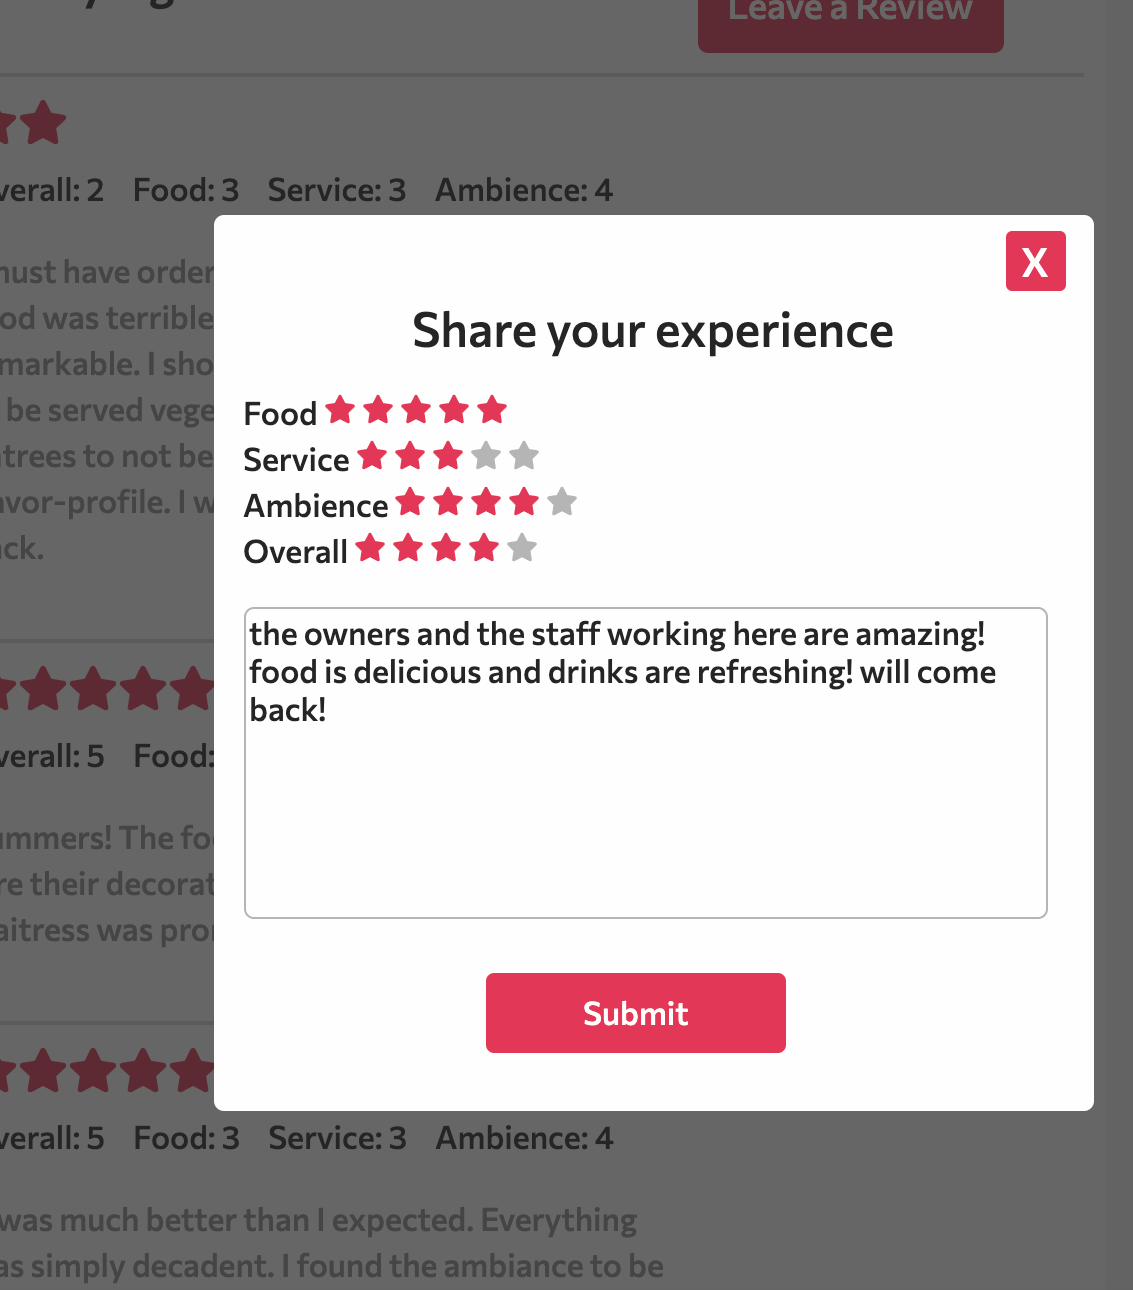 Leave a Review
verall: 2 Food: 3 Service: 3 Ambience: 4
must have order
od was terrible
markable. I sho
be served vege
trees to not be
vor-profile. I w
ck.
X
Share your experience
Food
Service
Ambience
Overall
the owners and the staff working here are amazing!
food is delicious and drinks are refreshing! will come
back!
Submit
verall: 5 Food:
ummers! The foo
re their decorat
aitress was pro
verall: 5 Food: 3 Service: 3 Ambience: 4
was much better than I expected. Everything
as simply decadent. I found the ambiance to be